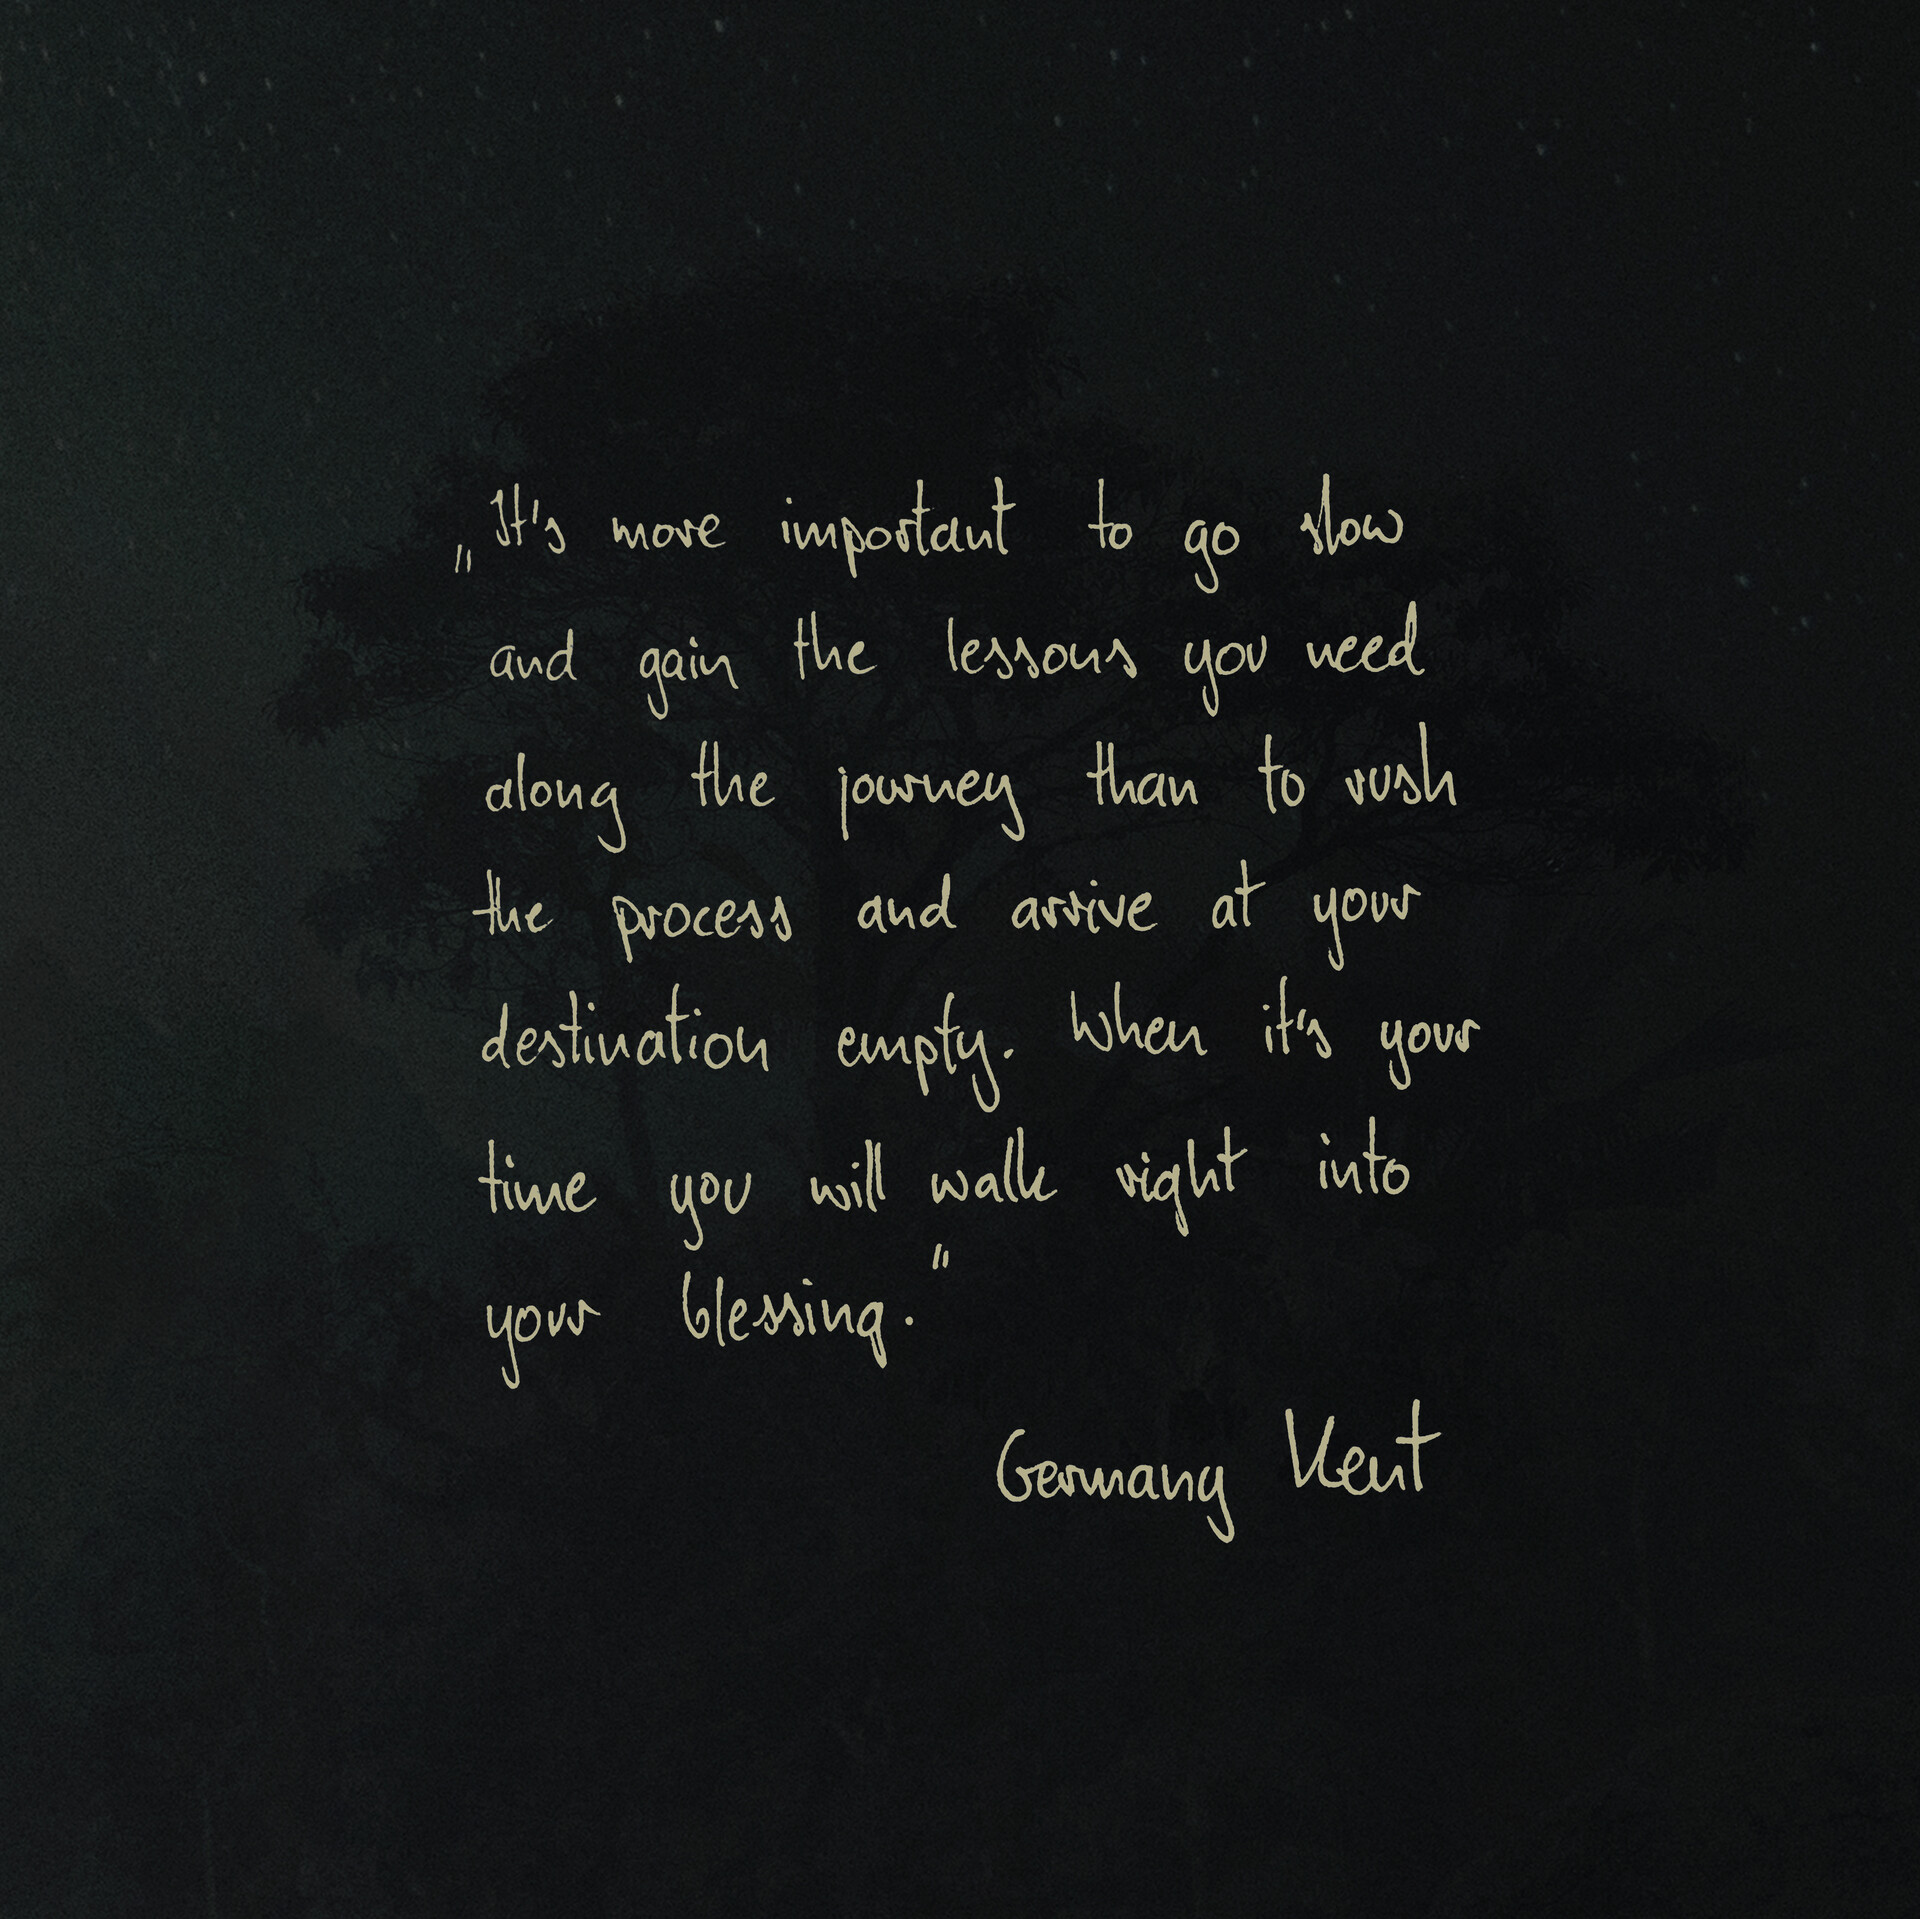 „It's more important to go slow
and gain the lessons you need
along the journey than to rush
the process and arrive at your
destination empty. When it's your
time you will walk right into
your blessing."
Germany Kent